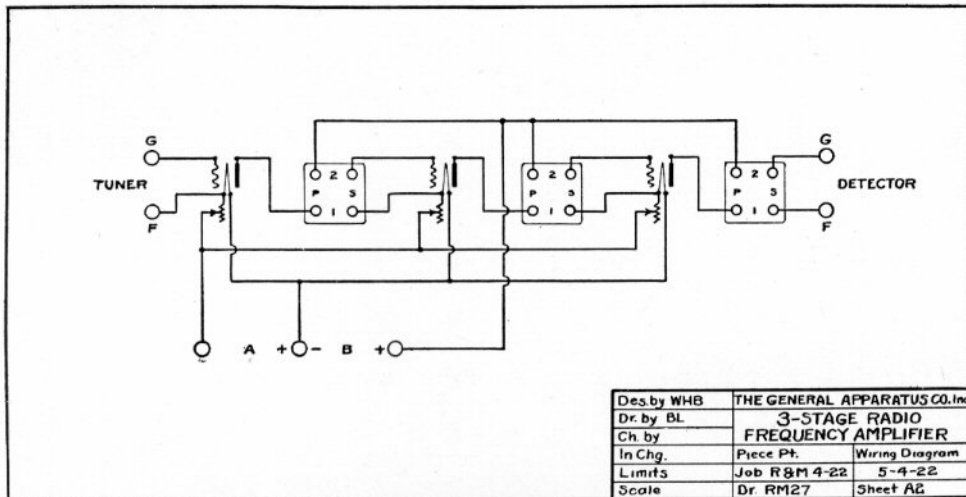 G
TUNER
F
2
P S
1
2
P S
1
2
P S
1
G
DETECTOR
F
- A + - B +
Des. by WHB THE GENERAL APPARATUS CO. Inc
Dr. by BL 3-STAGE RADIO
Ch. by FREQUENCY AMPLIFIER
In Chg. Piece Pt. Wiring Diagram
Limits Job R&M 4-22 5-4-22
Scale Dr. RM27 Sheet A2